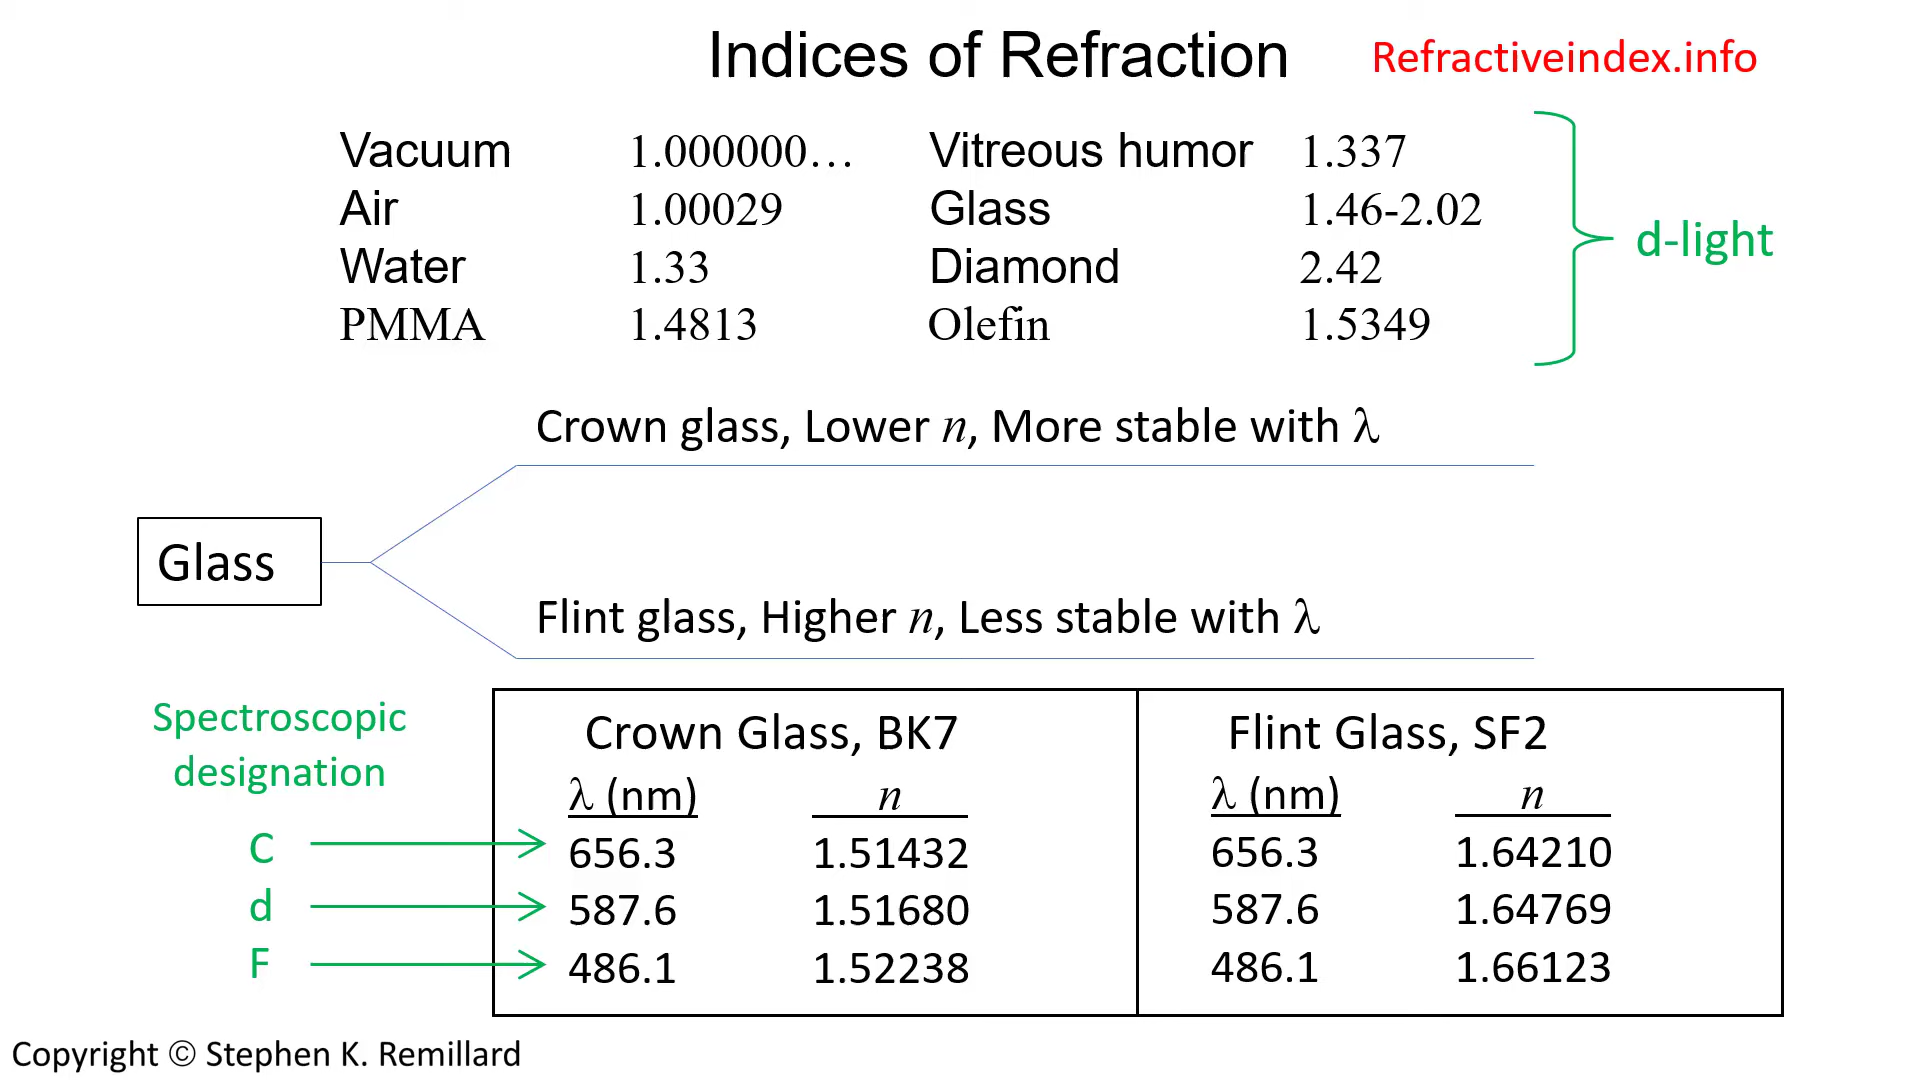 Indices of Refraction
Refractiveindex.info
Vacuum 1.000000… Vitreous humor 1.337
Air 1.00029 Glass 1.46-2.02
Water 1.33 Diamond 2.42
PMMA 1.4813 Olefin 1.5349
d-light
Crown glass, Lower n, More stable with λ
Glass
Flint glass, Higher n, Less stable with λ
Spectroscopic
designation
Crown Glass, BK7 Flint Glass, SF2
λ (nm) n λ (nm) n
C 656.3 1.51432 656.3 1.64210
d 587.6 1.51680 587.6 1.64769
F 486.1 1.52238 486.1 1.66123
Copyright © Stephen K. Remillard